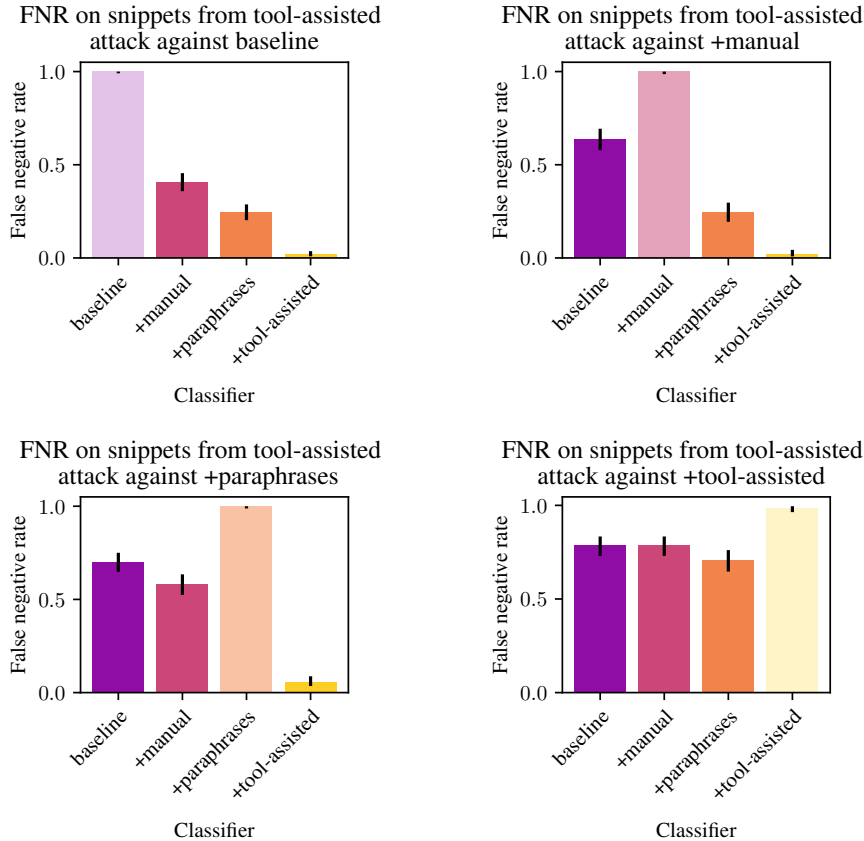 FNR on snippets from tool-assisted
attack against baseline
1.0
0.5
0.0
False negative rate
baseline
+manual
+paraphrases
+tool-assisted
Classifier
FNR on snippets from tool-assisted
attack against +manual
1.0
0.5
0.0
False negative rate
baseline
+manual
+paraphrases
+tool-assisted
Classifier
FNR on snippets from tool-assisted
attack against +paraphrases
1.0
0.5
0.0
False negative rate
baseline
+manual
+paraphrases
+tool-assisted
Classifier
FNR on snippets from tool-assisted
attack against +tool-assisted
1.0
0.5
0.0
False negative rate
baseline
+manual
+paraphrases
+tool-assisted
Classifier